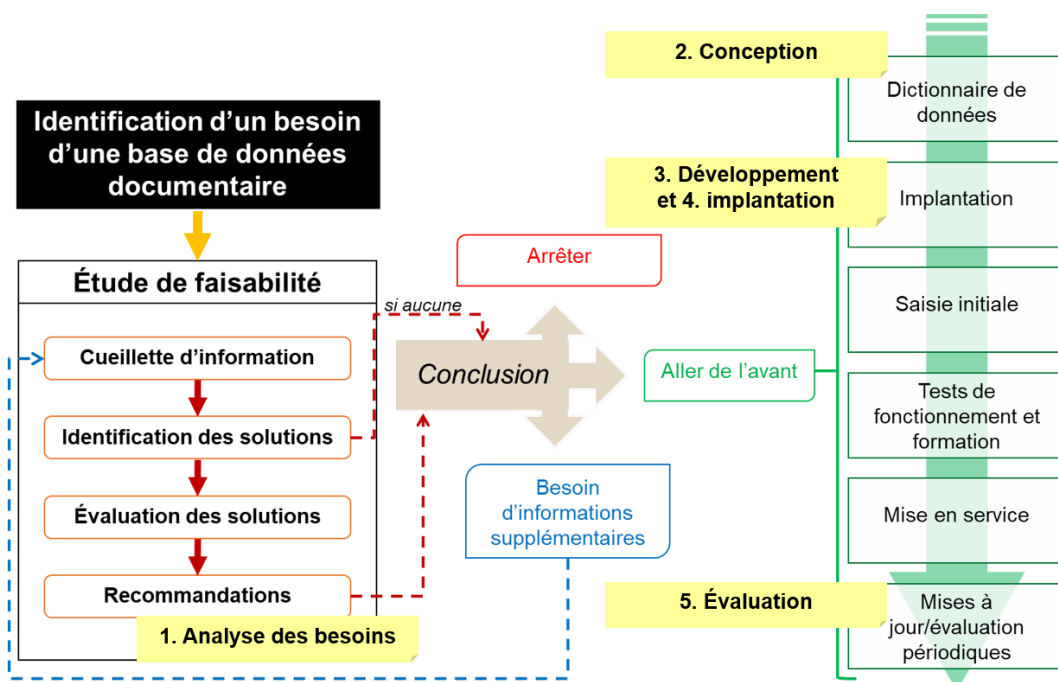 Identification d’un besoin
d’une base de données
documentaire
Étude de faisabilité
Cueillette d’information
Identification des solutions
Évaluation des solutions
Recommandations
1. Analyse des besoins
si aucune
Conclusion
Arrêter
Aller de l’avant
Besoin
d’informations
supplémentaires
2. Conception
Dictionnaire de
données
3. Développement
et 4. implantation
Implantation
Saisie initiale
Tests de
fonctionnement et
formation
Mise en service
5. Évaluation
Mises à
jour/évaluation
périodiques